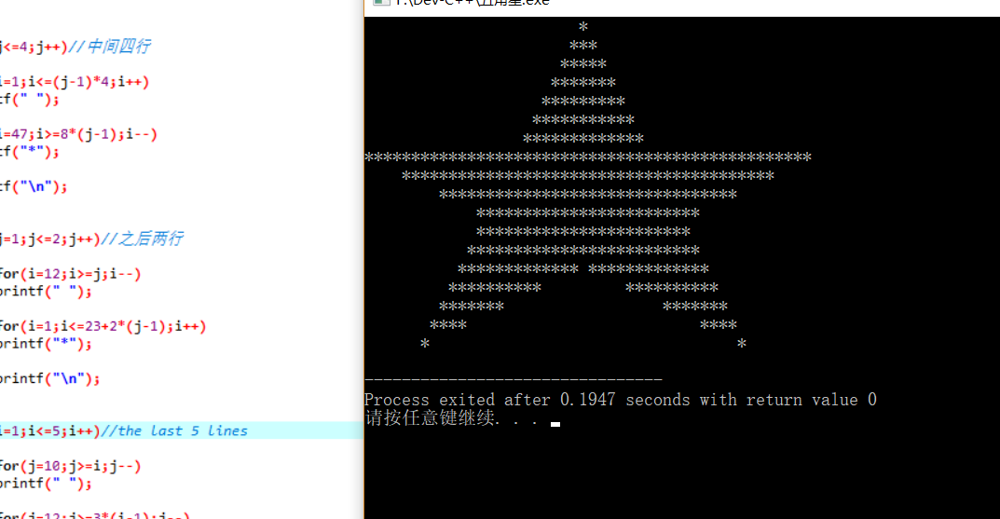 j<=4;j++)//中间四行
i=1;i<=(j-1)*4;i++)
tf(" ");
i=47;i>=8*(j-1);i--)
tf("*");
tf("\n");
j=1;j<=2;j++)//之后两行
for(i=12;i>=j;i--)
printf(" ");
for(i=1;i<=23+2*(j-1);i++)
printf("*");
printf("\n");
i=1;i<=5;i++)//the last 5 lines
for(j=10;j>=i;j--)
printf(" ");
for(j=12;j>=3*(i-1);j--)
F:\Dev-C++\五角星.exe
                       *
                      ***
                     *****
                    *******
                   *********
                  ***********
                 *************
************************************************
    ****************************************
        ********************************
            ************************
            ***********************
           *************************
          ************* *************
         **********         **********
        *******                 *******
       ****                         ****
      *                                 *
--------------------------------
Process exited after 0.1947 seconds with return value 0
请按任意键继续. . .